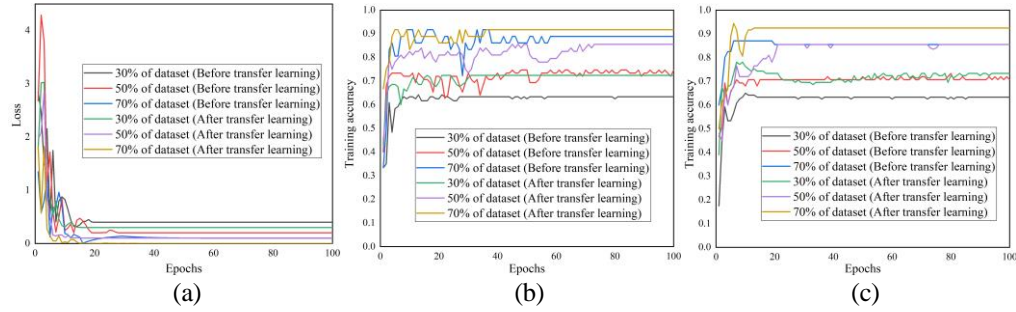 4
3
2
1
0
Loss
30% of dataset (Before transfer learning)
50% of dataset (Before transfer learning)
70% of dataset (Before transfer learning)
30% of dataset (After transfer learning)
50% of dataset (After transfer learning)
70% of dataset (After transfer learning)
0 20 40 60 80 100
Epochs
(a)
1.0
0.9
0.8
0.7
0.6
0.5
0.4
0.3
0.2
0.1
0.0
Training accuracy
30% of dataset (Before transfer learning)
50% of dataset (Before transfer learning)
70% of dataset (Before transfer learning)
30% of dataset (After transfer learning)
50% of dataset (After transfer learning)
70% of dataset (After transfer learning)
0 20 40 60 80 100
Epochs
(b)
1.0
0.9
0.8
0.7
0.6
0.5
0.4
0.3
0.2
0.1
0.0
Training accuracy
30% of dataset (Before transfer learning)
50% of dataset (Before transfer learning)
70% of dataset (Before transfer learning)
30% of dataset (After transfer learning)
50% of dataset (After transfer learning)
70% of dataset (After transfer learning)
0 20 40 60 80 100
Epochs
(c)